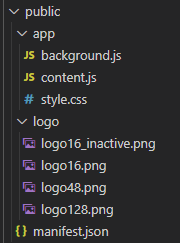 public
app
JS background.js
JS content.js
# style.css
logo
logo16_inactive.png
logo16.png
logo48.png
logo128.png
{} manifest.json